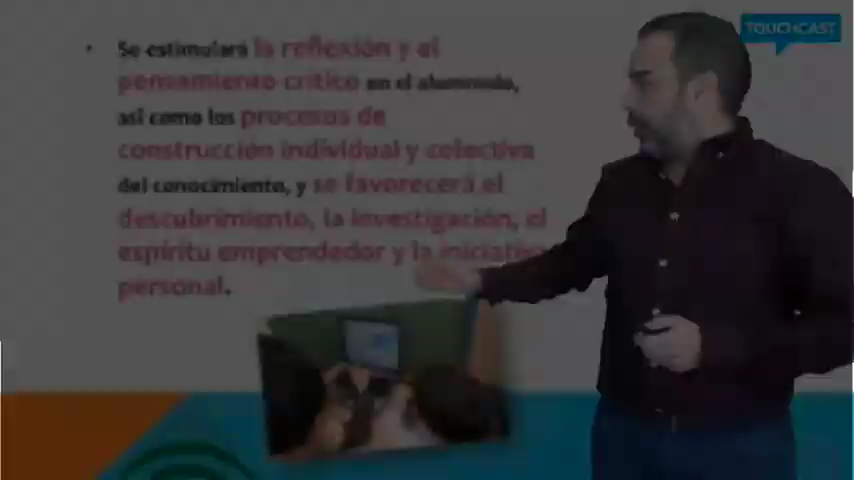 TOUCHCAST
• Se estimulará la reflexión y el
pensamiento crítico en el alumnado,
así como los procesos de
construcción individual y colectiva
del conocimiento, y se favorecerá el
descubrimiento, la investigación, el
espíritu emprendedor y la iniciativa
personal.